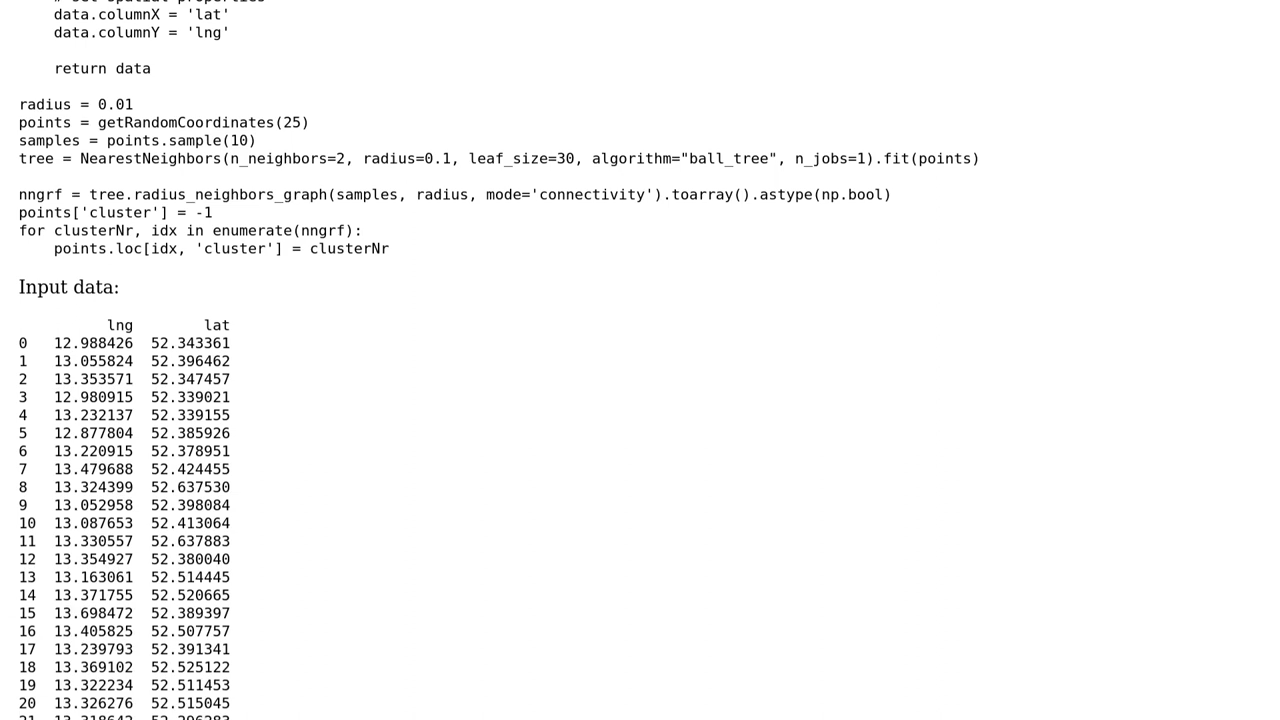 data.columnX = 'lat'
data.columnY = 'lng'
return data
radius = 0.01
points = getRandomCoordinates(25)
samples = points.sample(10)
tree = NearestNeighbors(n_neighbors=2, radius=0.1, leaf_size=30, algorithm="ball_tree", n_jobs=1).fit(points)
nngrf = tree.radius_neighbors_graph(samples, radius, mode='connectivity').toarray().astype(np.bool)
points['cluster'] = -1
for clusterNr, idx in enumerate(nngrf):
    points.loc[idx, 'cluster'] = clusterNr
Input data:
lng lat
0 12.988426 52.343361
1 13.055824 52.396462
2 13.353571 52.347457
3 12.980915 52.339021
4 13.232137 52.339155
5 12.877804 52.385926
6 13.220915 52.378951
7 13.479688 52.424455
8 13.324399 52.637530
9 13.052958 52.398084
10 13.087653 52.413064
11 13.330557 52.637883
12 13.354927 52.380040
13 13.163061 52.514445
14 13.371755 52.520665
15 13.698472 52.389397
16 13.405825 52.507757
17 13.239793 52.391341
18 13.369102 52.525122
19 13.322234 52.511453
20 13.326276 52.515045